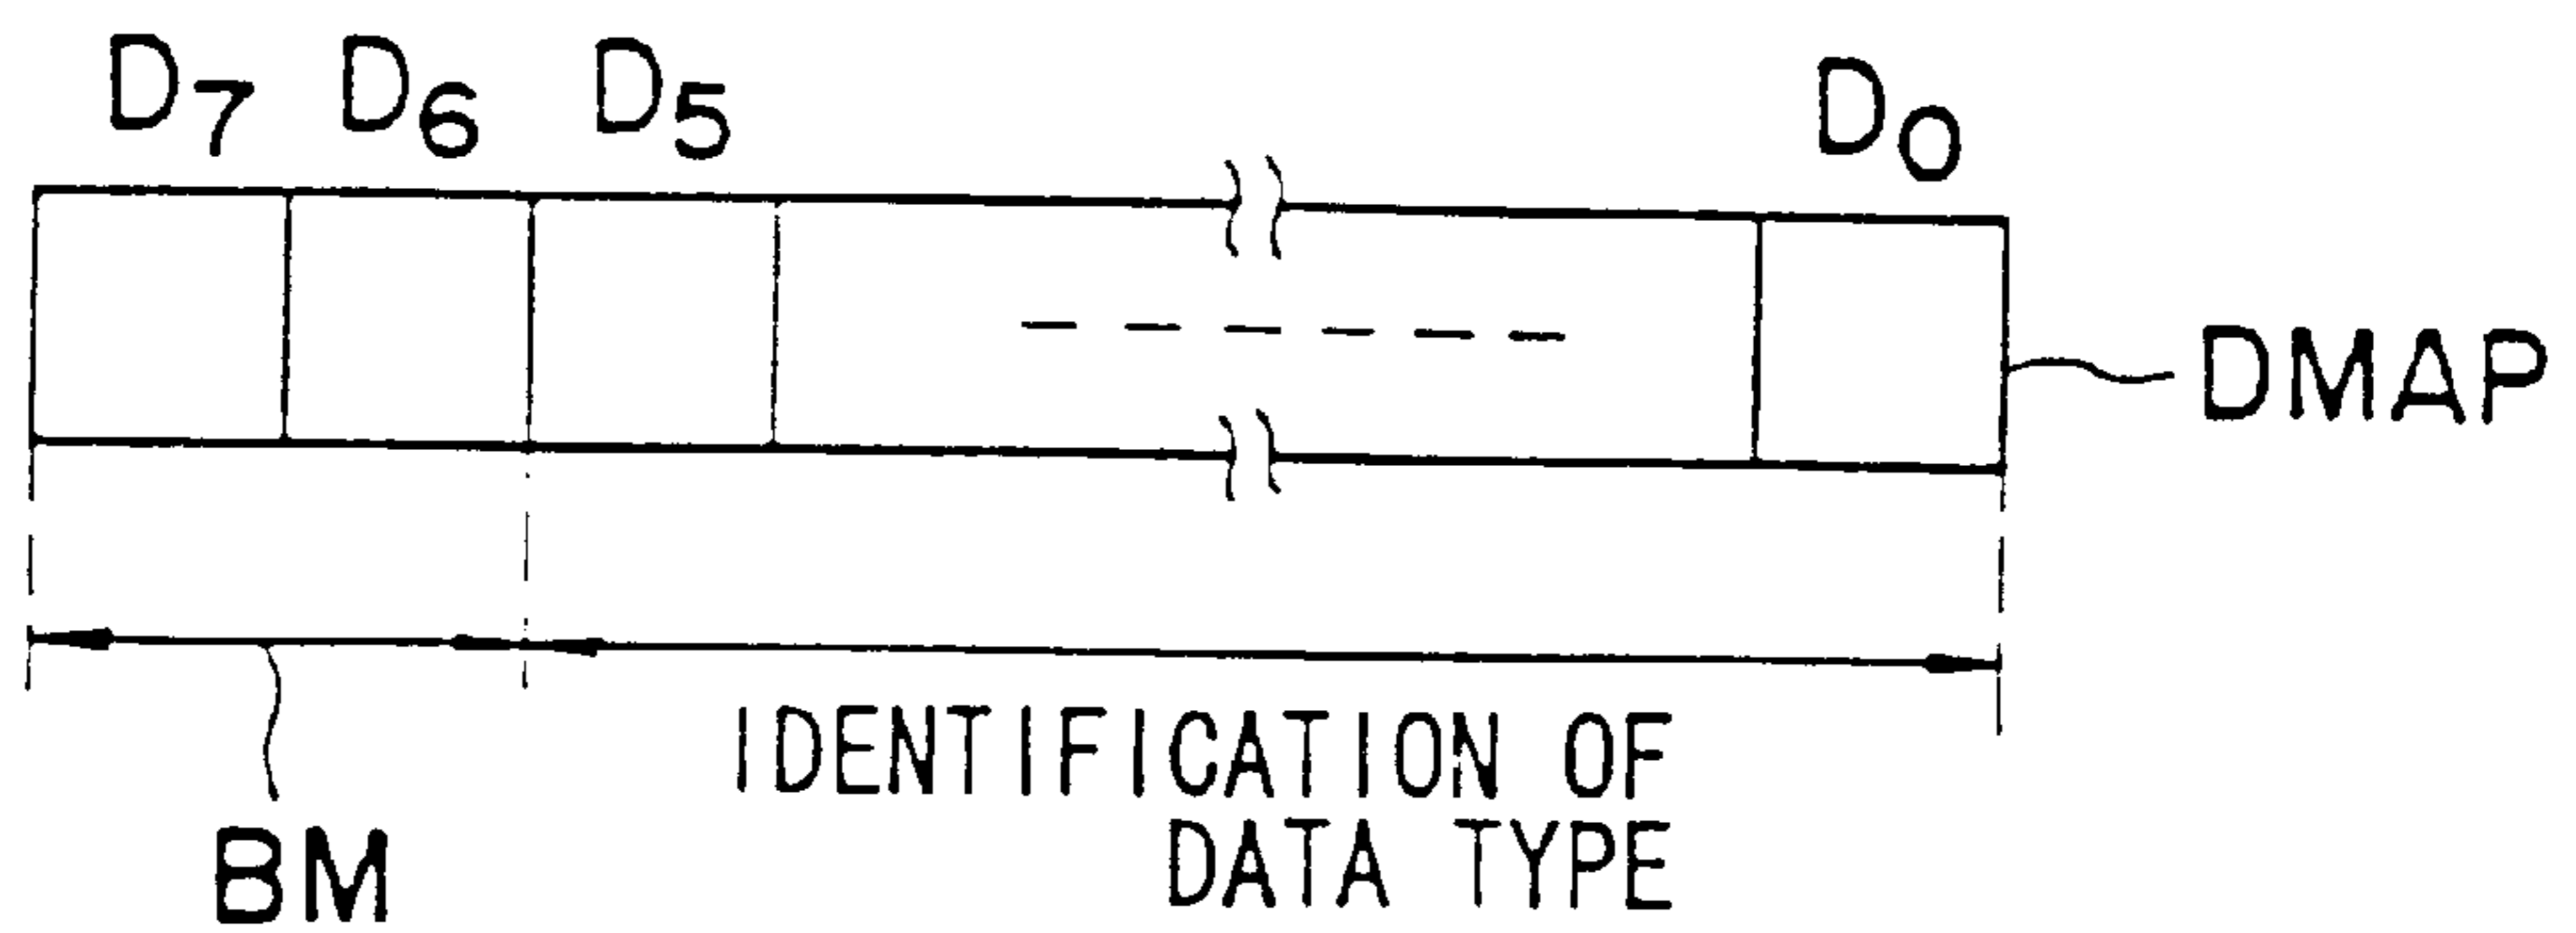 D7 D6 D5 D0
DMAP
IDENTIFICATION OF
DATA TYPE
BM